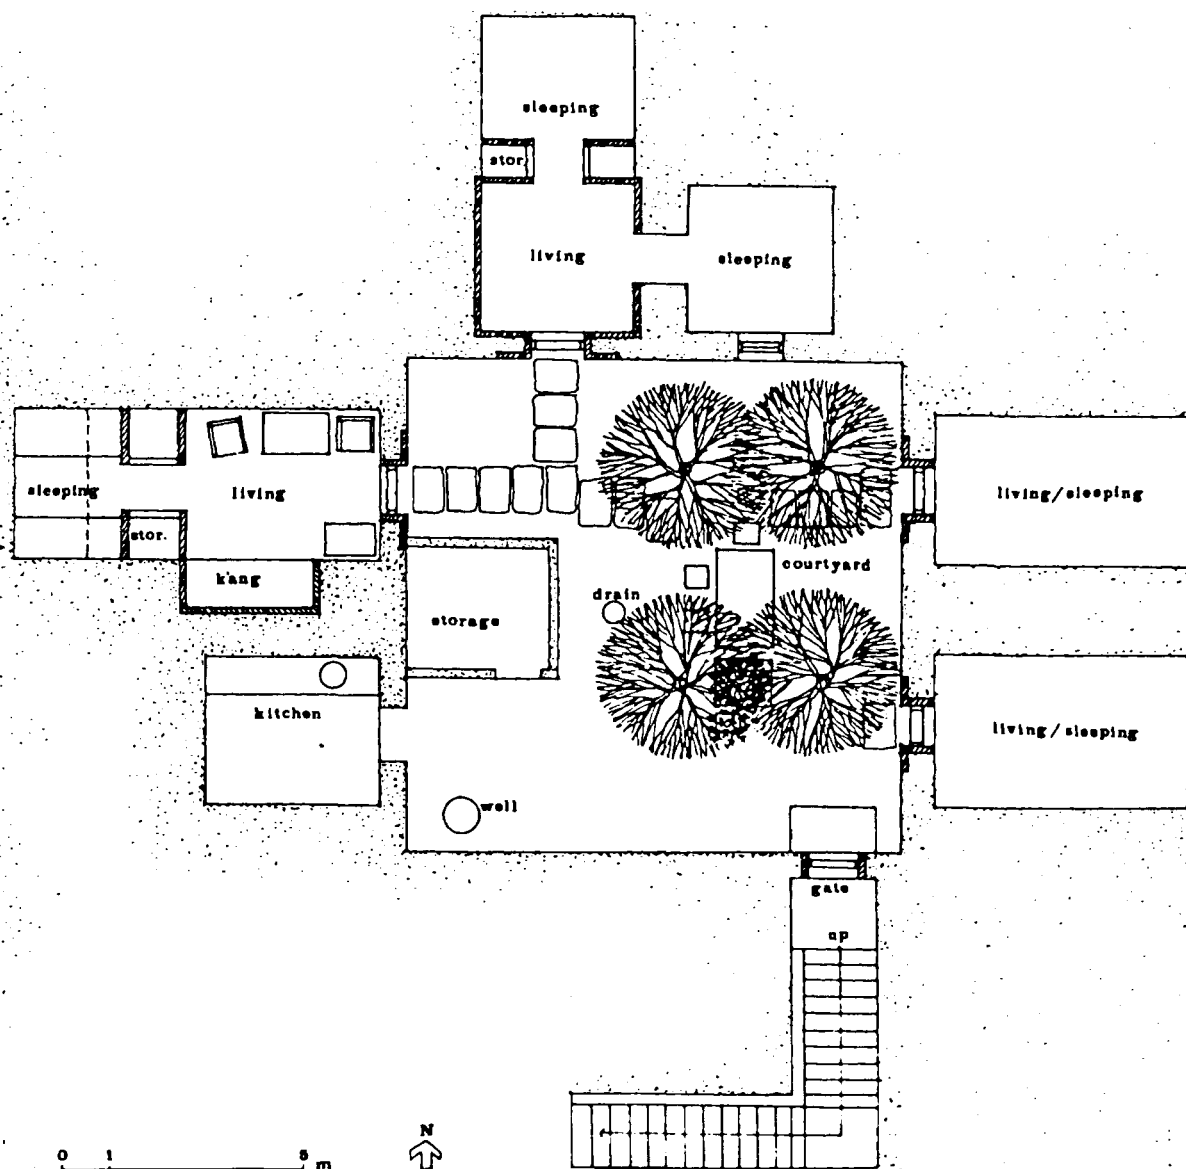 sleeping
stor.
living
sleeping
sleeping
living
living/sleeping
stor.
courtyard
k'ang
drain
storage
kitchen
living/sleeping
well
gate
up
N
0 1 5 m